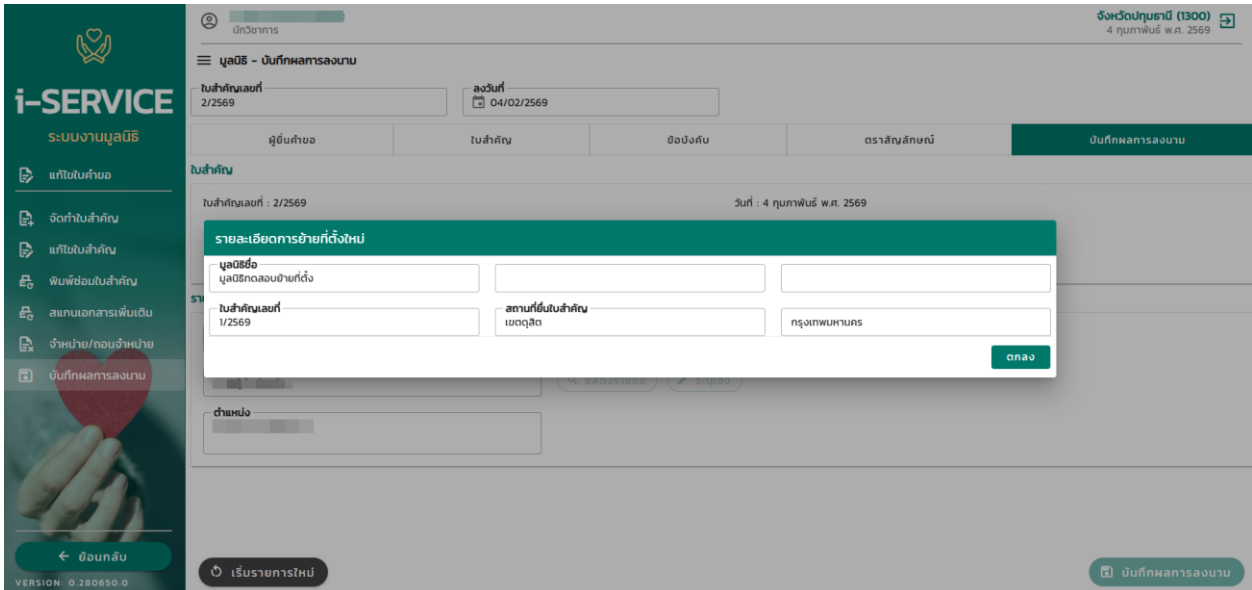 นักวิชาการ
จังหวัดปทุมธานี (1300)
4 กุมภาพันธ์ พ.ศ. 2569
i-SERVICE
ระบบงานมูลนิธิ
แก้ไขใบคำขอ
จัดทำใบสำคัญ
แก้ไขใบสำคัญ
พิมพ์ซ่อมใบสำคัญ
สแกนเอกสารเพิ่มเติม
จำหน่าย/ถอนจำหน่าย
บันทึกผลการลงนาม
ย้อนกลับ
VERSION: 0.280650.0
มูลนิธิ - บันทึกผลการลงนาม
ใบสำคัญเลขที่
2/2569
ลงวันที่
04/02/2569
ผู้ยื่นคำขอ ใบสำคัญ ข้อบังคับ ตราสัญลักษณ์ บันทึกผลการลงนาม
ใบสำคัญ
ใบสำคัญเลขที่ : 2/2569 วันที่ : 4 กุมภาพันธ์ พ.ศ. 2569
รายละเอียดการย้ายที่ตั้งใหม่
มูลนิธิชื่อ
มูลนิธิทดสอบย้ายที่ตั้ง
ใบสำคัญเลขที่
1/2569
สถานที่ยื่นใบสำคัญ
เขตดุสิต
กรุงเทพมหานคร
ตกลง
ตำแหน่ง
เริ่มรายการใหม่
บันทึกผลการลงนาม